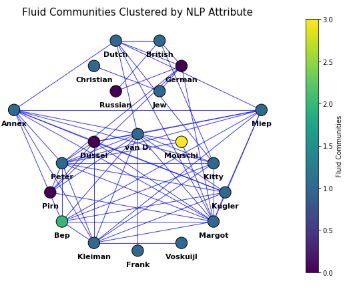 Fluid Communities Clustered by NLP Attribute
Dutch British
Christian German
Russian Jew
Annex Miep
Dussel van D. Mouschi
Peter Kitty
Pim Kugler
Bep Margot
Kleiman Frank Voskuijl
3.0
2.5
2.0
1.5
1.0
0.5
0.0
Fluid Communities